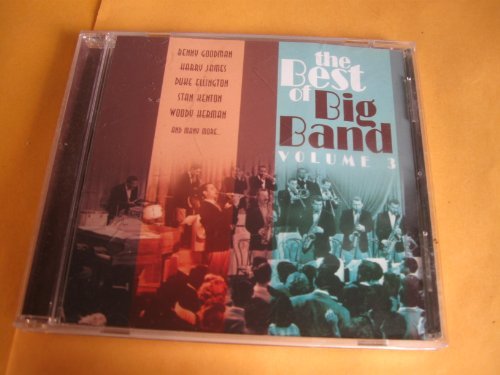 BENNY GOODMAN
HARRY JAMES
DUKE ELLINGTON
STAN KENTON
WOODY HERMAN
AND MANY MORE...
the
Best
of Big
Band
VOLUME 3